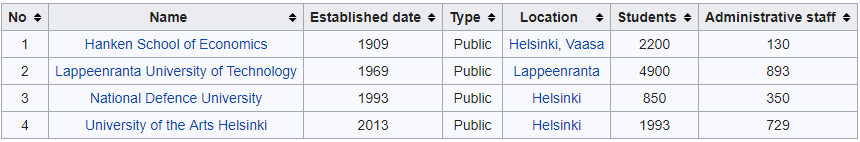 No Name Established date Type Location Students Administrative staff
1 Hanken School of Economics 1909 Public Helsinki, Vaasa 2200 130
2 Lappeenranta University of Technology 1969 Public Lappeenranta 4900 893
3 National Defence University 1993 Public Helsinki 850 350
4 University of the Arts Helsinki 2013 Public Helsinki 1993 729